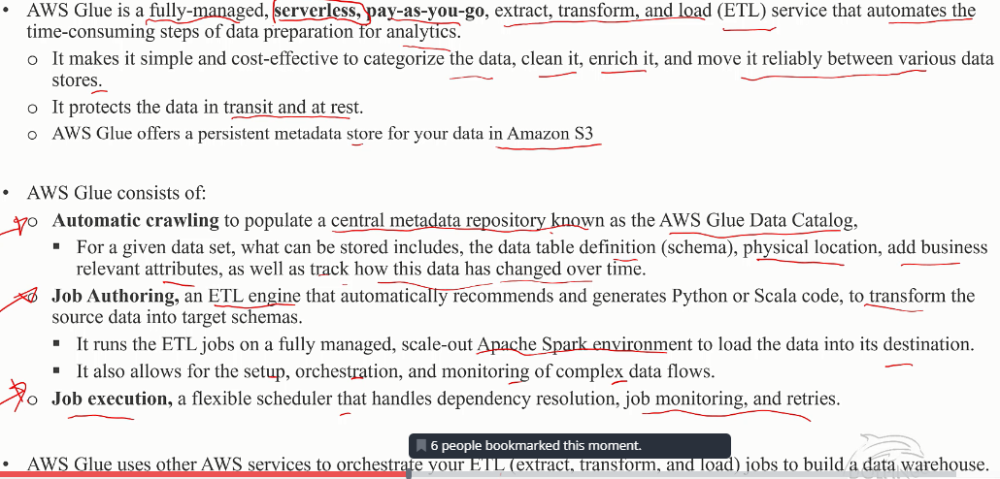 • AWS Glue is a fully-managed, serverless, pay-as-you-go, extract, transform, and load (ETL) service that automates the
time-consuming steps of data preparation for analytics.
o It makes it simple and cost-effective to categorize the data, clean it, enrich it, and move it reliably between various data
stores.
o It protects the data in transit and at rest.
o AWS Glue offers a persistent metadata store for your data in Amazon S3
• AWS Glue consists of:
o Automatic crawling to populate a central metadata repository known as the AWS Glue Data Catalog,
▪ For a given data set, what can be stored includes, the data table definition (schema), physical location, add business
relevant attributes, as well as track how this data has changed over time.
o Job Authoring, an ETL engine that automatically recommends and generates Python or Scala code, to transform the
source data into target schemas.
▪ It runs the ETL jobs on a fully managed, scale-out Apache Spark environment to load the data into its destination.
▪ It also allows for the setup, orchestration, and monitoring of complex data flows.
o Job execution, a flexible scheduler that handles dependency resolution, job monitoring, and retries.
6 people bookmarked this moment.
• AWS Glue uses other AWS services to orchestrate your ETL (extract, transform, and load) jobs to build a data warehouse.